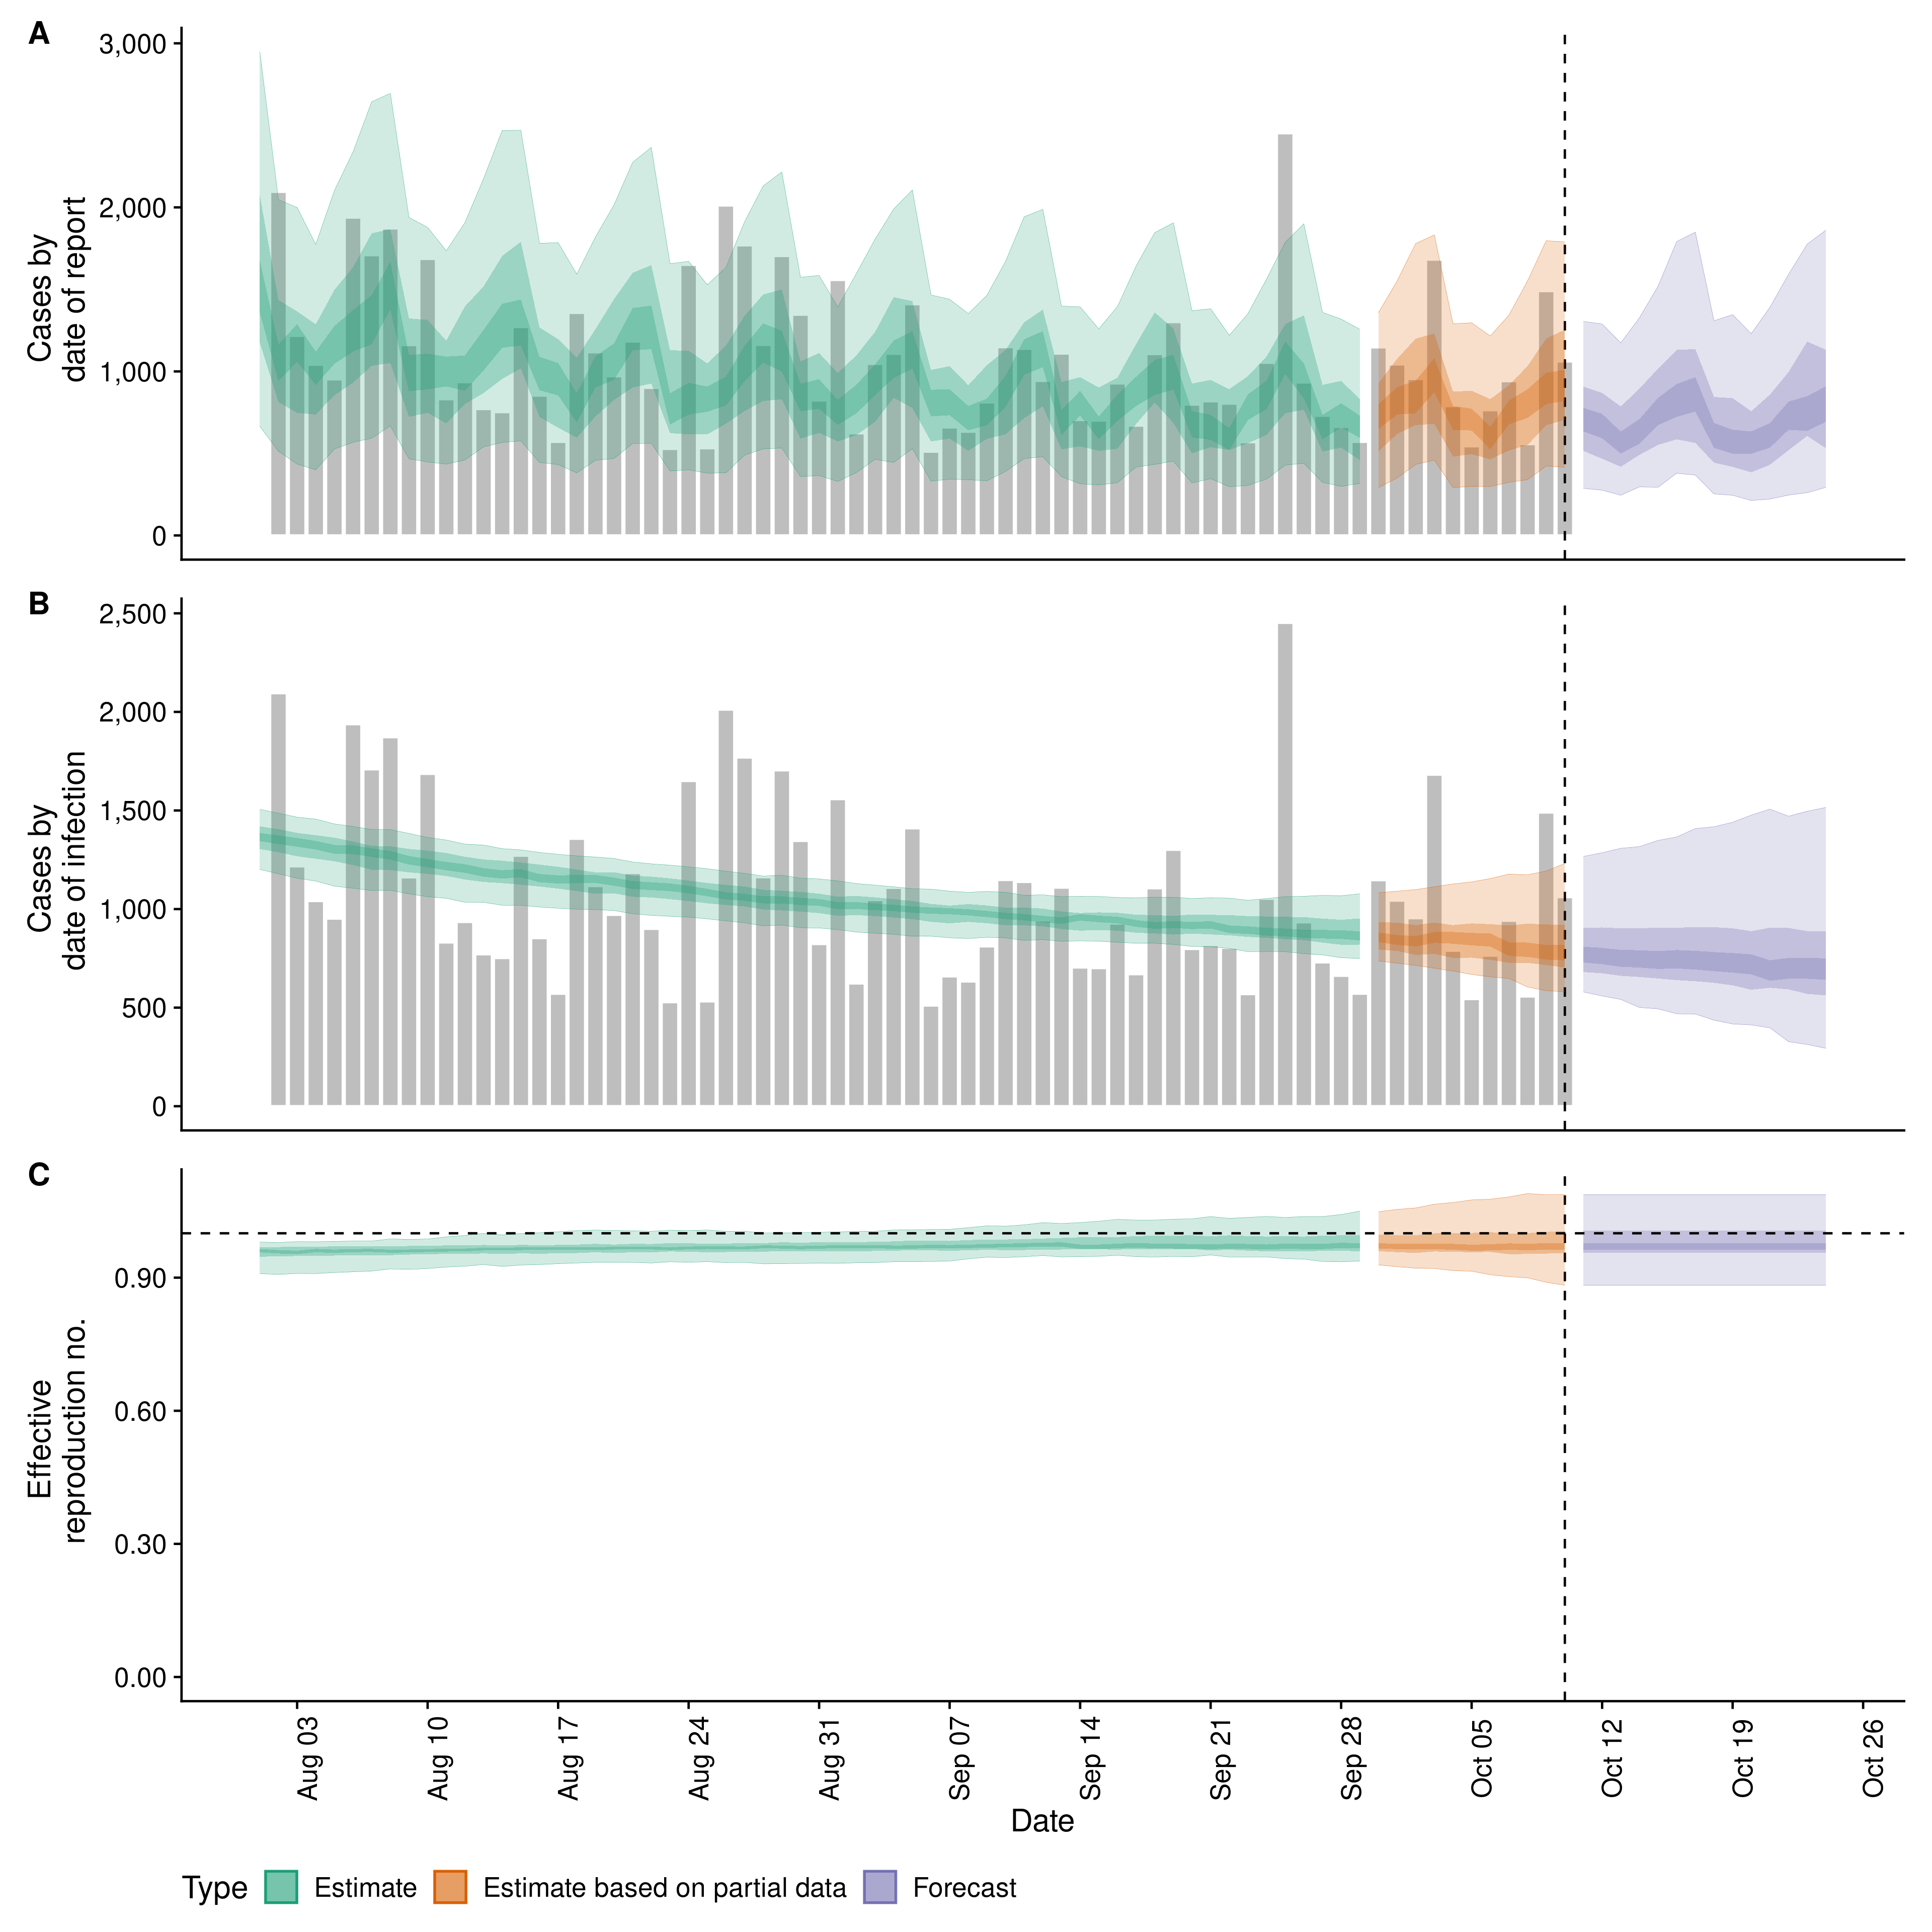 A
Cases by
date of report
3,000
2,000
1,000
0
B
Cases by
date of infection
2,500
2,000
1,500
1,000
500
0
C
Effective
reproduction no.
0.90
0.60
0.30
0.00
Aug 03
Aug 10
Aug 17
Aug 24
Aug 31
Sep 07
Sep 14
Sep 21
Sep 28
Oct 05
Oct 12
Oct 19
Oct 26
Date
Type
Estimate
Estimate based on partial data
Forecast